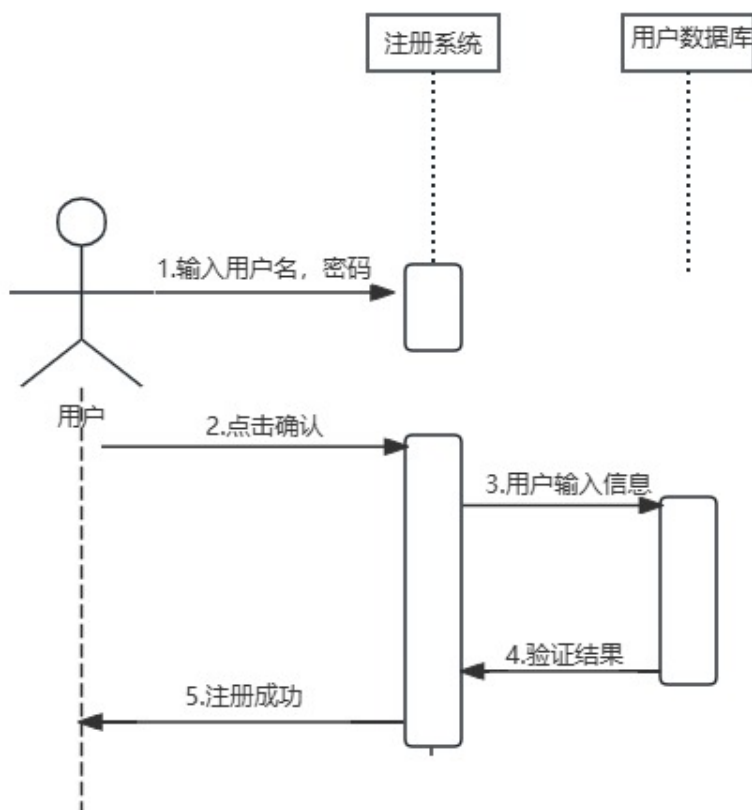 注册系统
用户数据库
1.输入用户名，密码
用户
2.点击确认
3.用户输入信息
4.验证结果
5.注册成功